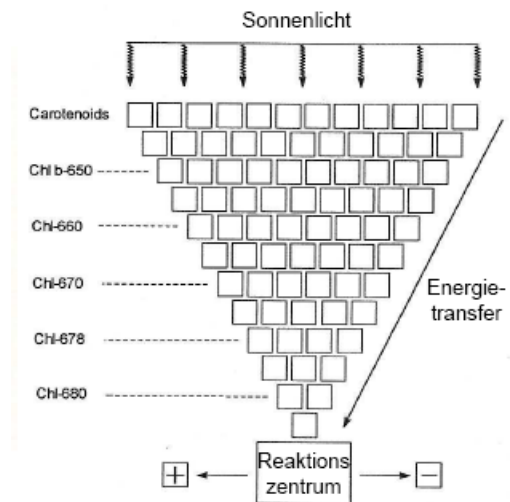 Sonnenlicht
Carotenoids
Chl b-650
Chl-660
Chl-670
Energie-
transfer
Chl-678
Chl-680
Reaktions
zentrum
+
−